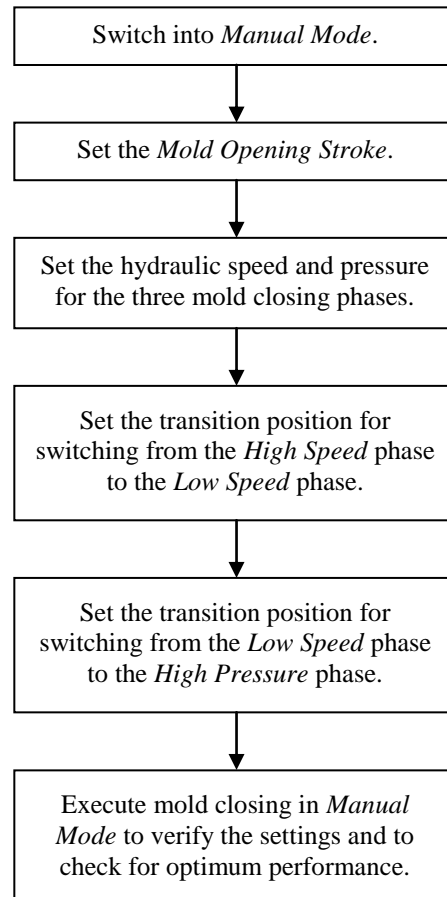 Switch into Manual Mode.
Set the Mold Opening Stroke.
Set the hydraulic speed and pressure
for the three mold closing phases.
Set the transition position for
switching from the High Speed phase
to the Low Speed phase.
Set the transition position for
switching from the Low Speed phase
to the High Pressure phase.
Execute mold closing in Manual
Mode to verify the settings and to
check for optimum performance.